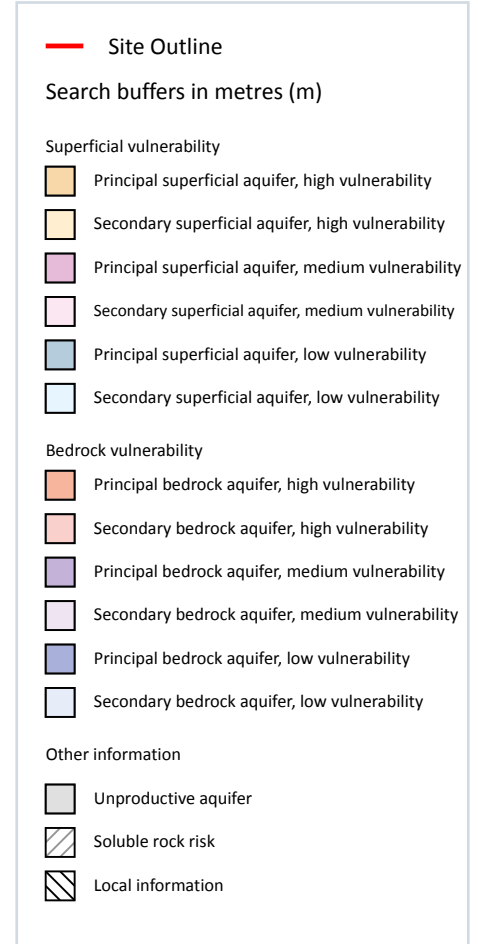 Site Outline
Search buffers in metres (m)
Superficial vulnerability
Principal superficial aquifer, high vulnerability
Secondary superficial aquifer, high vulnerability
Principal superficial aquifer, medium vulnerability
Secondary superficial aquifer, medium vulnerability
Principal superficial aquifer, low vulnerability
Secondary superficial aquifer, low vulnerability
Bedrock vulnerability
Principal bedrock aquifer, high vulnerability
Secondary bedrock aquifer, high vulnerability
Principal bedrock aquifer, medium vulnerability
Secondary bedrock aquifer, medium vulnerability
Principal bedrock aquifer, low vulnerability
Secondary bedrock aquifer, low vulnerability
Other information
Unproductive aquifer
Soluble rock risk
Local information